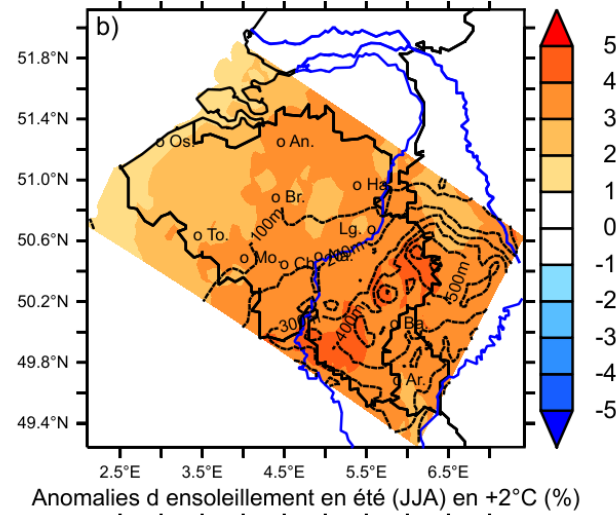 b)
51.8°N
51.4°N
51.0°N
50.6°N
50.2°N
49.8°N
49.4°N
2.5°E 3.5°E 4.5°E 5.5°E 6.5°E
Os.
An.
Ha.
Br.
To.
Lg.
Mo.
Ch.
Na.
Ba.
Ar.
100m
200m
300m
400m
500m
5
4
3
2
1
0
-1
-2
-3
-4
-5
Anomalies d ensoleillement en été (JJA) en +2°C (%)